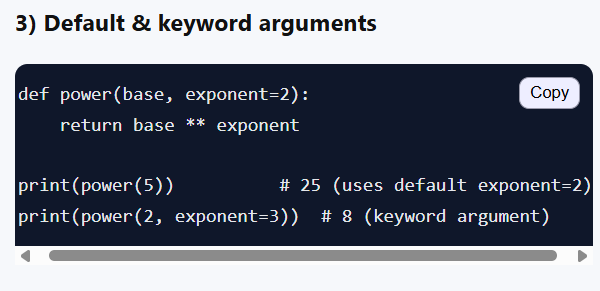 3) Default & keyword arguments
Copy
def power(base, exponent=2):
    return base ** exponent

print(power(5))          # 25 (uses default exponent=2)
print(power(2, exponent=3))  # 8 (keyword argument)